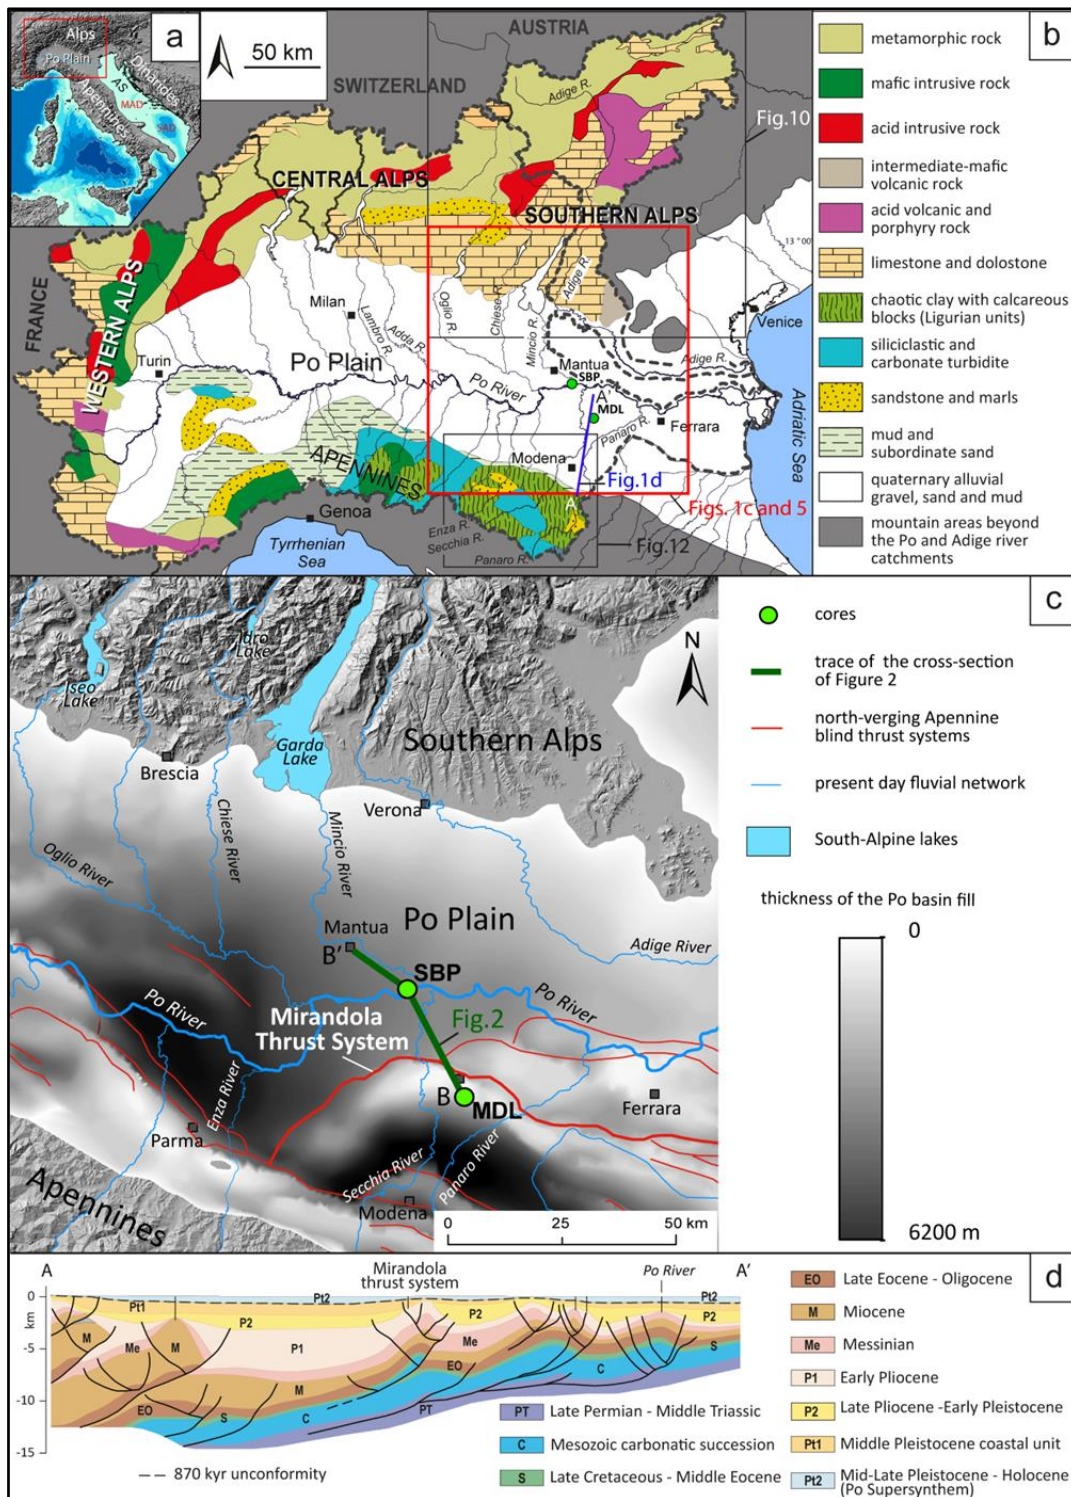 a
Alps
Po Plain
Apennines
Dinarides
AS
MAD
SAD
50 km
AUSTRIA
SWITZERLAND
FRANCE
Adige R.
Fig.10
CENTRAL ALPS
SOUTHERN ALPS
WESTERN ALPS
13 °00'
Milan
Lambro R.
Adda R.
Oglio R.
Chiese R.
Mincio R.
Adige R.
Venice
Turin
Po Plain
Po River
Mantua
SBP
Adige R.
A'
MDL
Ferrara
Panaro R.
Adriatic Sea
APENNINES
Modena
Fig.1d
A
Figs. 1c and 5
Genoa
Enza R.
Secchia R.
Panaro R.
Fig.12
Tyrrhenian
Sea
b
metamorphic rock
mafic intrusive rock
acid intrusive rock
intermediate-mafic
volcanic rock
acid volcanic and
porphyry rock
limestone and dolostone
chaotic clay with calcareous
blocks (Ligurian units)
siliciclastic and
carbonate turbidite
sandstone and marls
mud and
subordinate sand
quaternary alluvial
gravel, sand and mud
mountain areas beyond
the Po and Adige river
catchments
c
Iseo
Lake
Idro
Lake
Garda
Lake
N
Southern Alps
Brescia
Verona
Oglio River
Chiese River
Mincio River
Po Plain
Mantua
B'
SBP
Adige River
Po River
Mirandola
Thrust System
Fig.2
Po River
Enza River
B
MDL
Ferrara
Parma
Secchia River
Panaro River
Modena
Apennines
0 25 50 km
cores
trace of the cross-section
of Figure 2
north-verging Apennine
blind thrust systems
present day fluvial network
South-Alpine lakes
thickness of the Po basin fill
0
6200 m
d
A
Mirandola
thrust system
Po River
A'
0
km
-5
-10
-15
Pt1
Pt2
Pt2
P2
P2
P2
M
Me
M
P1
Me
EO
M
EO
S
C
PT
C
S
870 kyr unconformity
PT Late Permian - Middle Triassic
C Mesozoic carbonatic succession
S Late Cretaceous - Middle Eocene
EO Late Eocene - Oligocene
M Miocene
Me Messinian
P1 Early Pliocene
P2 Late Pliocene -Early Pleistocene
Pt1 Middle Pleistocene coastal unit
Pt2 Mid-Late Pleistocene - Holocene
(Po Supersynthem)